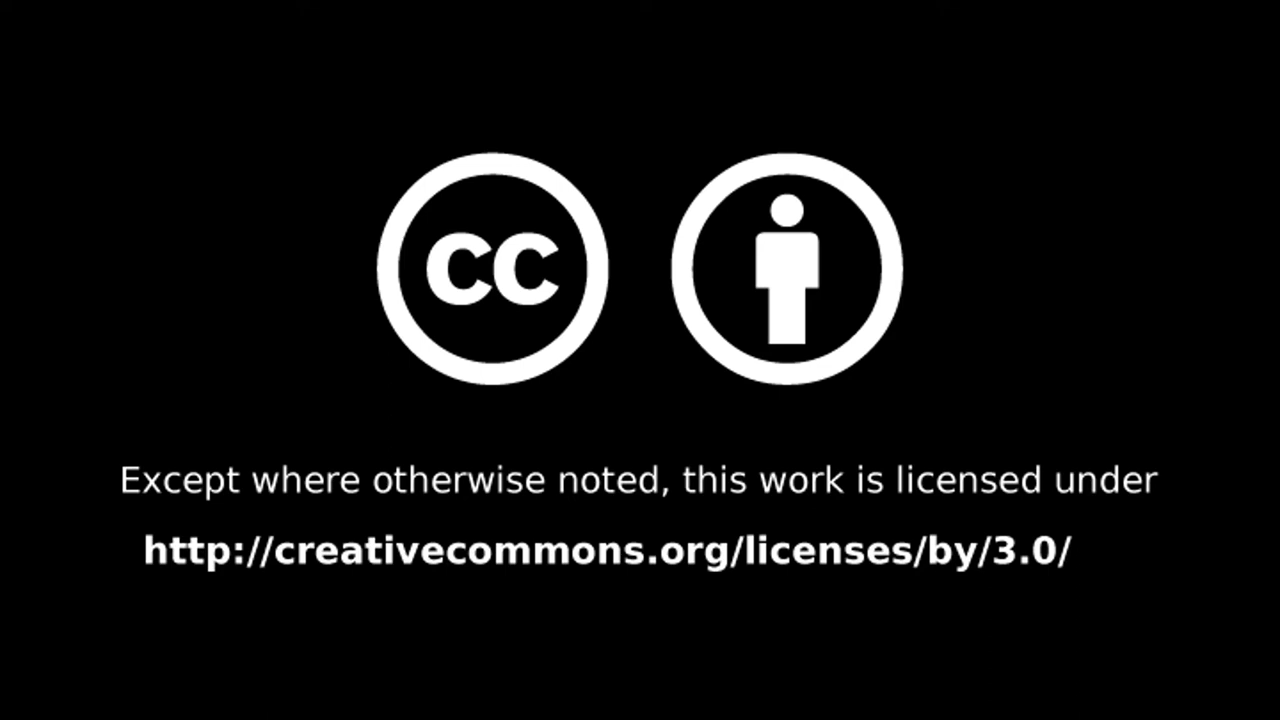 cc
Except where otherwise noted, this work is licensed under
http://creativecommons.org/licenses/by/3.0/